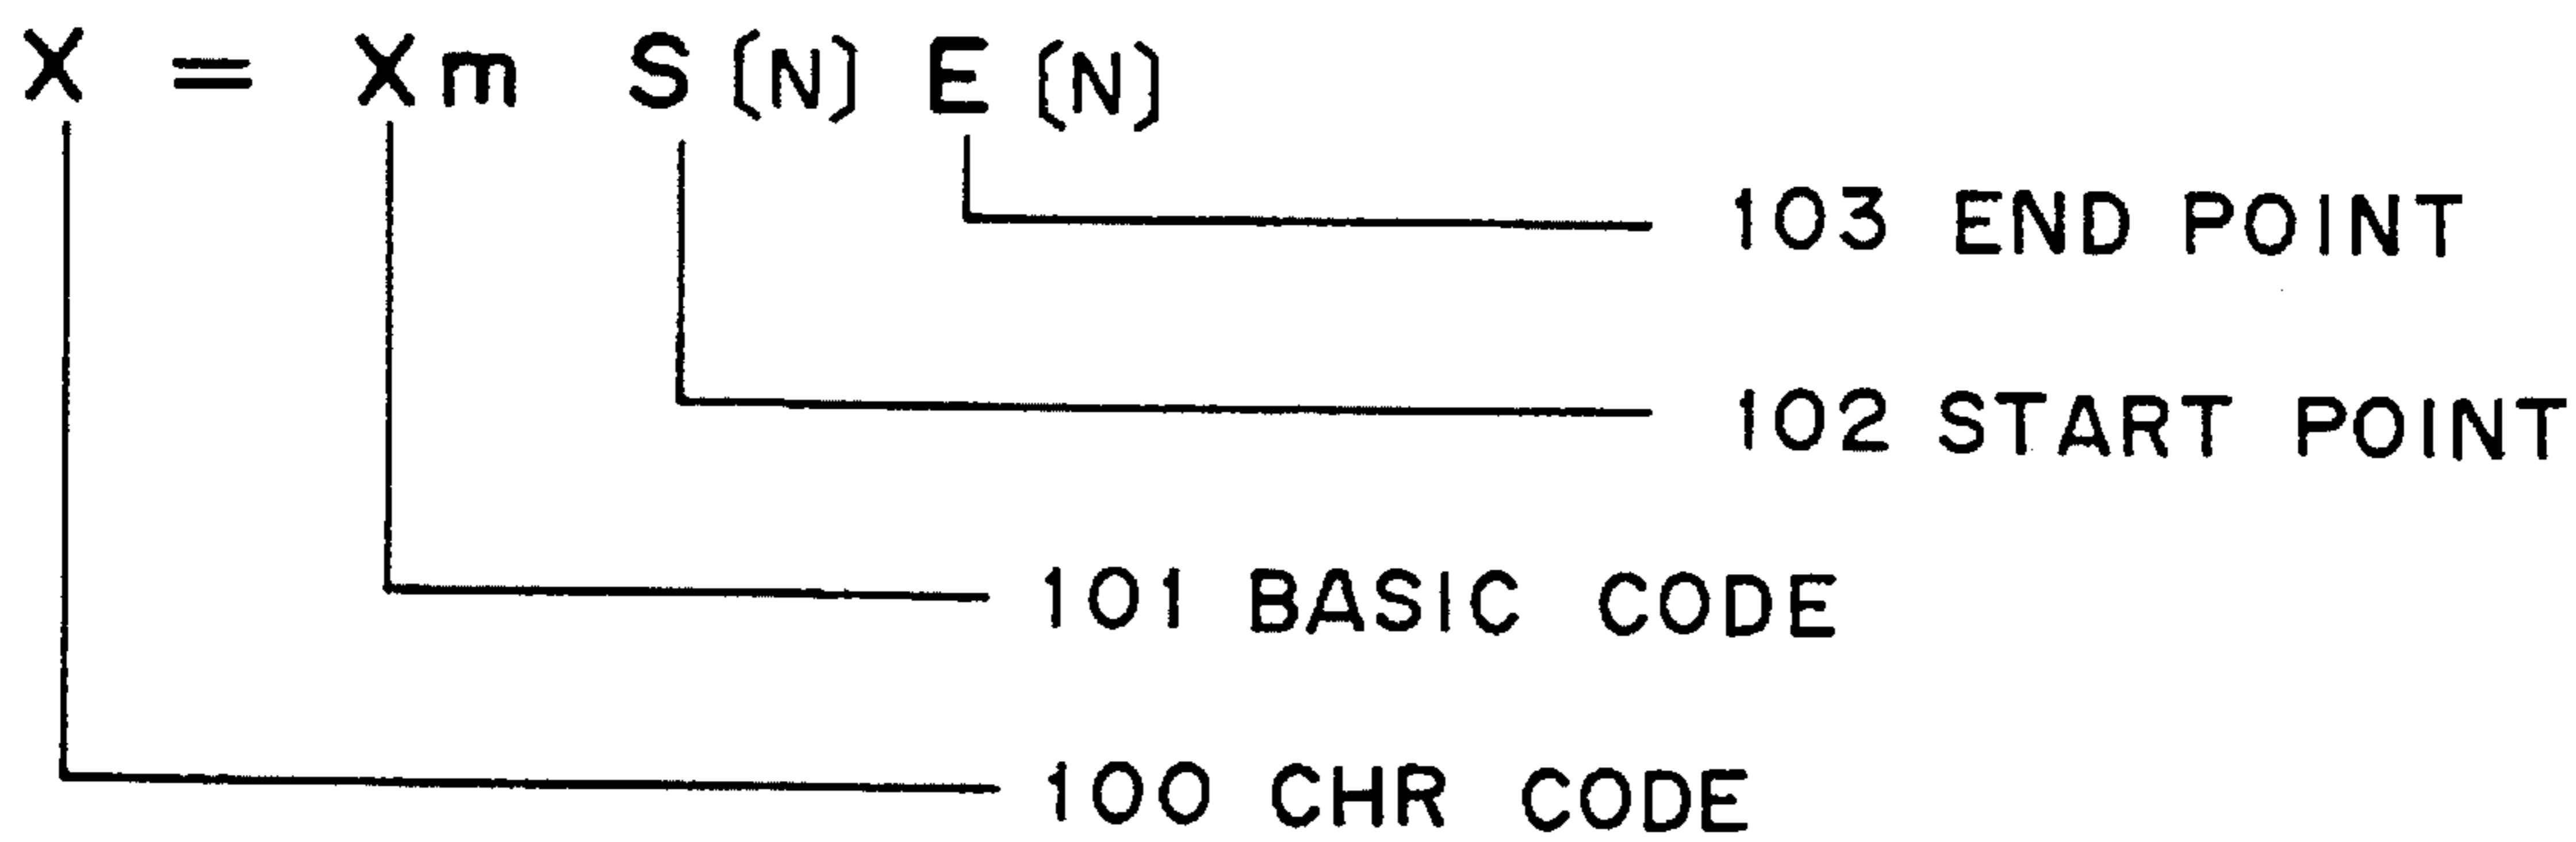 X = Xm S (N) E (N)
103 END POINT
102 START POINT
101 BASIC CODE
100 CHR CODE